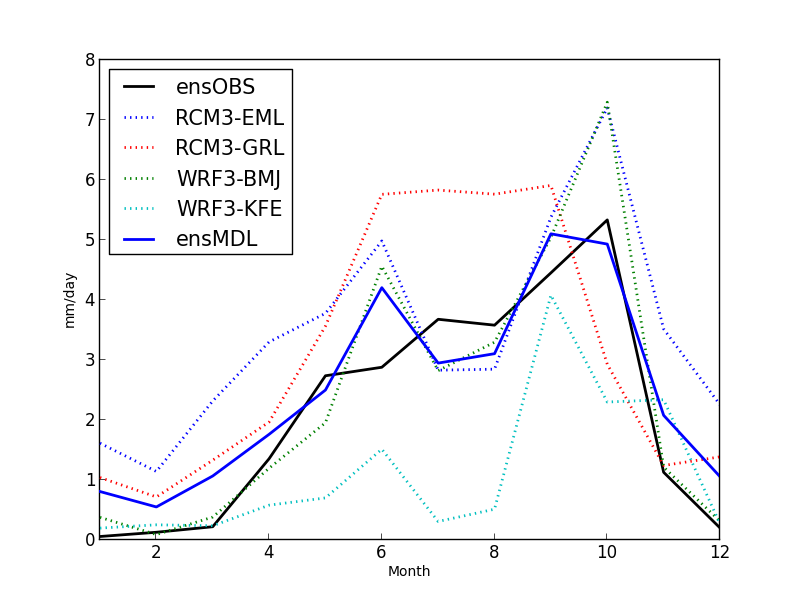 8
7
6
5
4
3
2
1
0
mm/day
ensOBS
RCM3-EML
RCM3-GRL
WRF3-BMJ
WRF3-KFE
ensMDL
2 4 6 8 10 12
Month